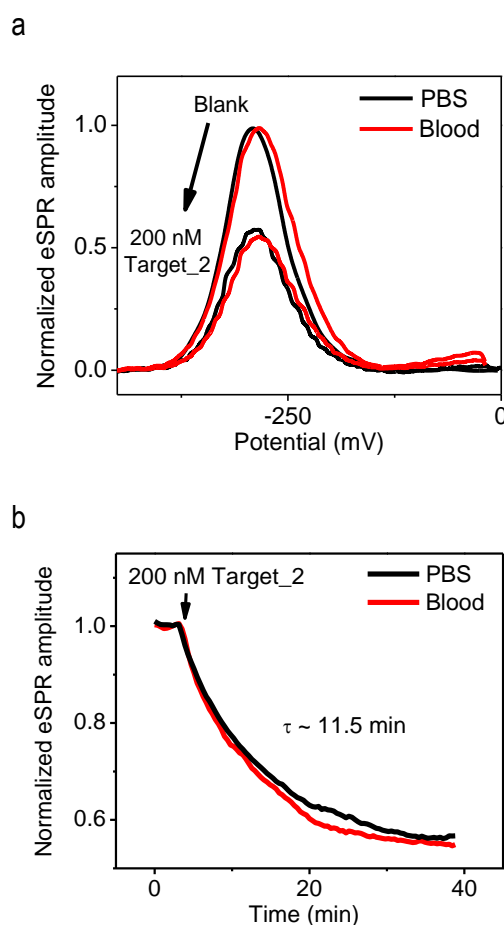 a
Normalized eSPR amplitude
1.0
0.5
0.0
Blank
200 nM
Target_2
PBS
Blood
-250
0
Potential (mV)
b
Normalized eSPR amplitude
1.0
0.8
0.6
200 nM Target_2
PBS
Blood
τ ~ 11.5 min
0
20
40
Time (min)